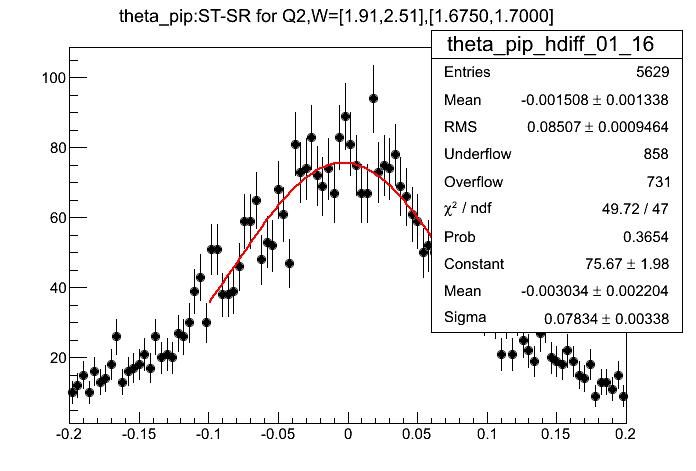 theta_pip:ST-SR for Q2,W=[1.91,2.51],[1.6750,1.7000]
theta_pip_hdiff_01_16
Entries 5629
Mean -0.001508 ± 0.001338
RMS 0.08507 ± 0.0009464
Underflow 858
Overflow 731
χ² / ndf 49.72 / 47
Prob 0.3654
Constant 75.67 ± 1.98
Mean -0.003034 ± 0.002204
Sigma 0.07834 ± 0.00338
100
80
60
40
20
-0.2 -0.15 -0.1 -0.05 0 0.05 0.1 0.15 0.2